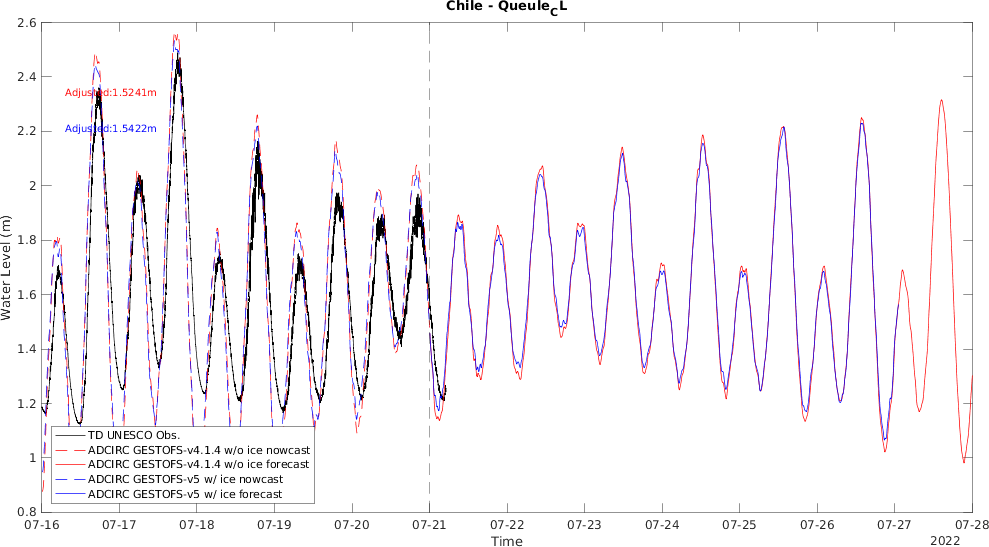 Chile - Queule_CL
2.6
2.4
2.2
2
1.8
1.6
1.4
1.2
1
0.8
Water Level (m)
Adjusted:1.5241m
Adjusted:1.5422m
TD UNESCO Obs.
ADCIRC GESTOFS-v4.1.4 w/o ice nowcast
ADCIRC GESTOFS-v4.1.4 w/o ice forecast
ADCIRC GESTOFS-v5 w/ ice nowcast
ADCIRC GESTOFS-v5 w/ ice forecast
07-16 07-17 07-18 07-19 07-20 07-21 07-22 07-23 07-24 07-25 07-26 07-27 07-28
Time
2022